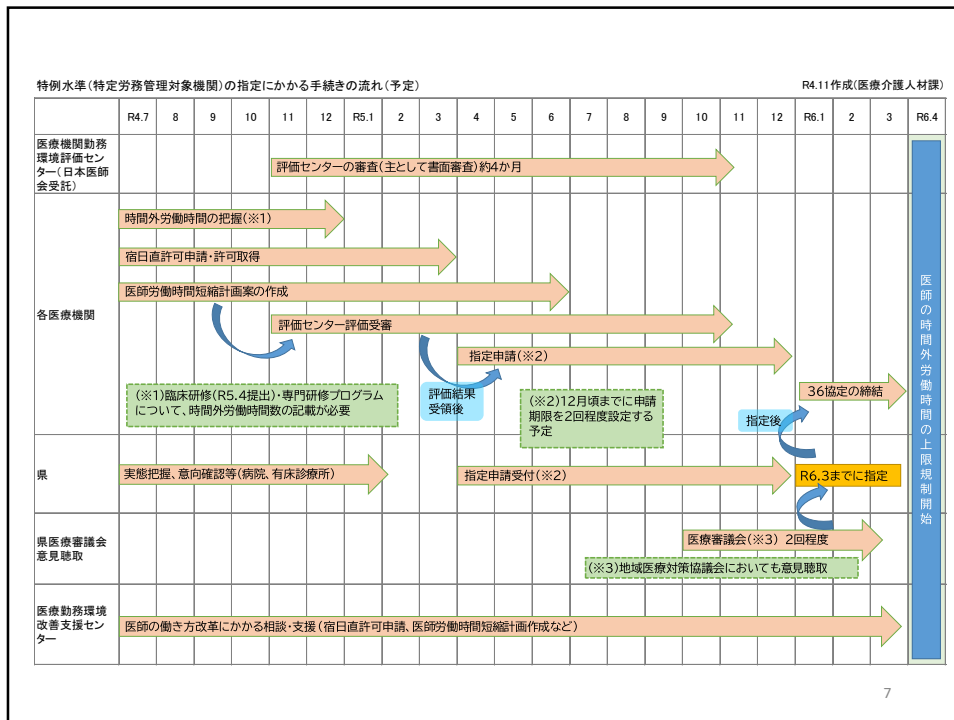 特例水準(特定労務管理対象機関)の指定にかかる手続きの流れ(予定)
R4.11作成(医療介護人材課)
R4.7 8 9 10 11 12 R5.1 2 3 4 5 6 7 8 9 10 11 12 R6.1 2 3 R6.4
医療機関勤務
環境評価セン
ター(日本医師
会受託)
評価センターの審査(主として書面審査)約4か月
各医療機関
時間外労働時間の把握(※1)
宿日直許可申請・許可取得
医師労働時間短縮計画案の作成
評価センター評価受審
指定申請(※2)
36協定の締結
(※1)臨床研修(R5.4提出)・専門研修プログラム
について、時間外労働時間数の記載が必要
評価結果
受領後
(※2)12月頃までに申請
期限を2回程度設定する
予定
指定後
県
実態把握、意向確認等(病院、有床診療所)
指定申請受付(※2)
R6.3までに指定
県医療審議会
意見聴取
医療審議会(※3) 2回程度
(※3)地域医療対策協議会においても意見聴取
医療勤務環境
改善支援セン
ター
医師の働き方改革にかかる相談・支援(宿日直許可申請、医師労働時間短縮計画作成など)
医師の時間外労働時間の上限規制開始
7